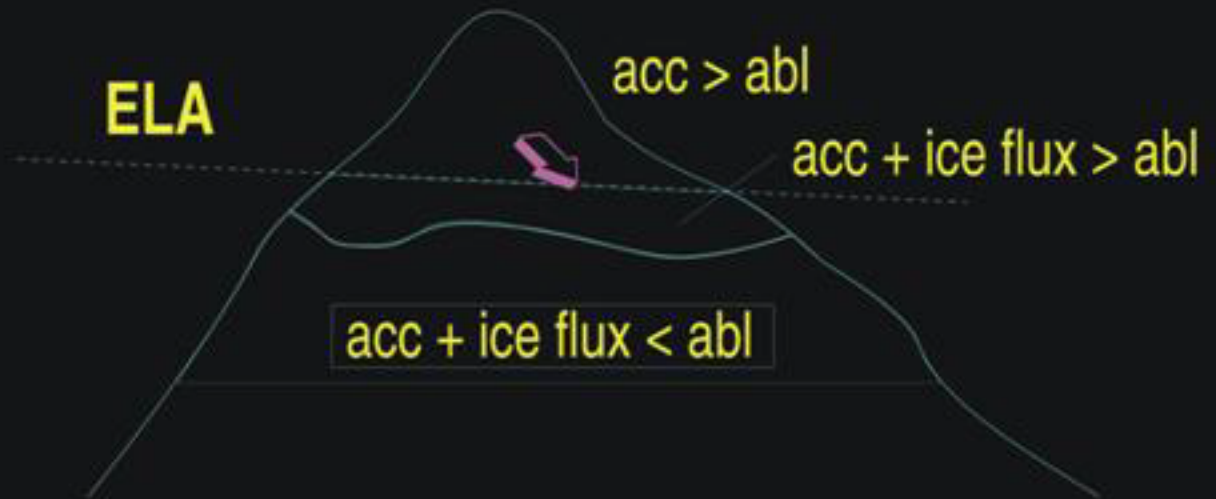 ELA
acc > abl
acc + ice flux > abl
acc + ice flux < abl